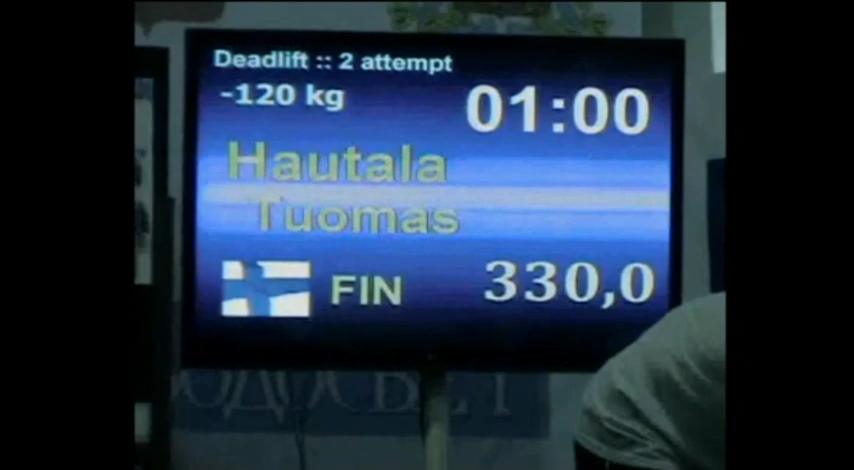 Deadlift :: 2 attempt
-120 kg 01:00
Hautala
Tuomas
FIN 330,0